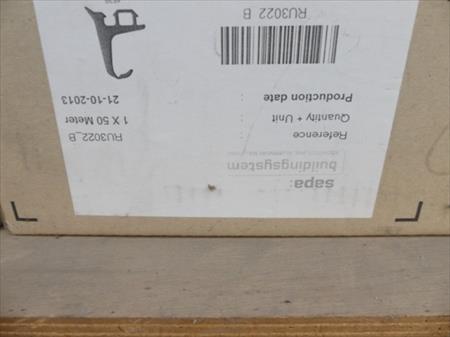 sapa:
buildingsystem
Reference : RU3022_B
Quantity + Unit : 1 X 50 Meter
Production date : 21-10-2013
RU3022 B